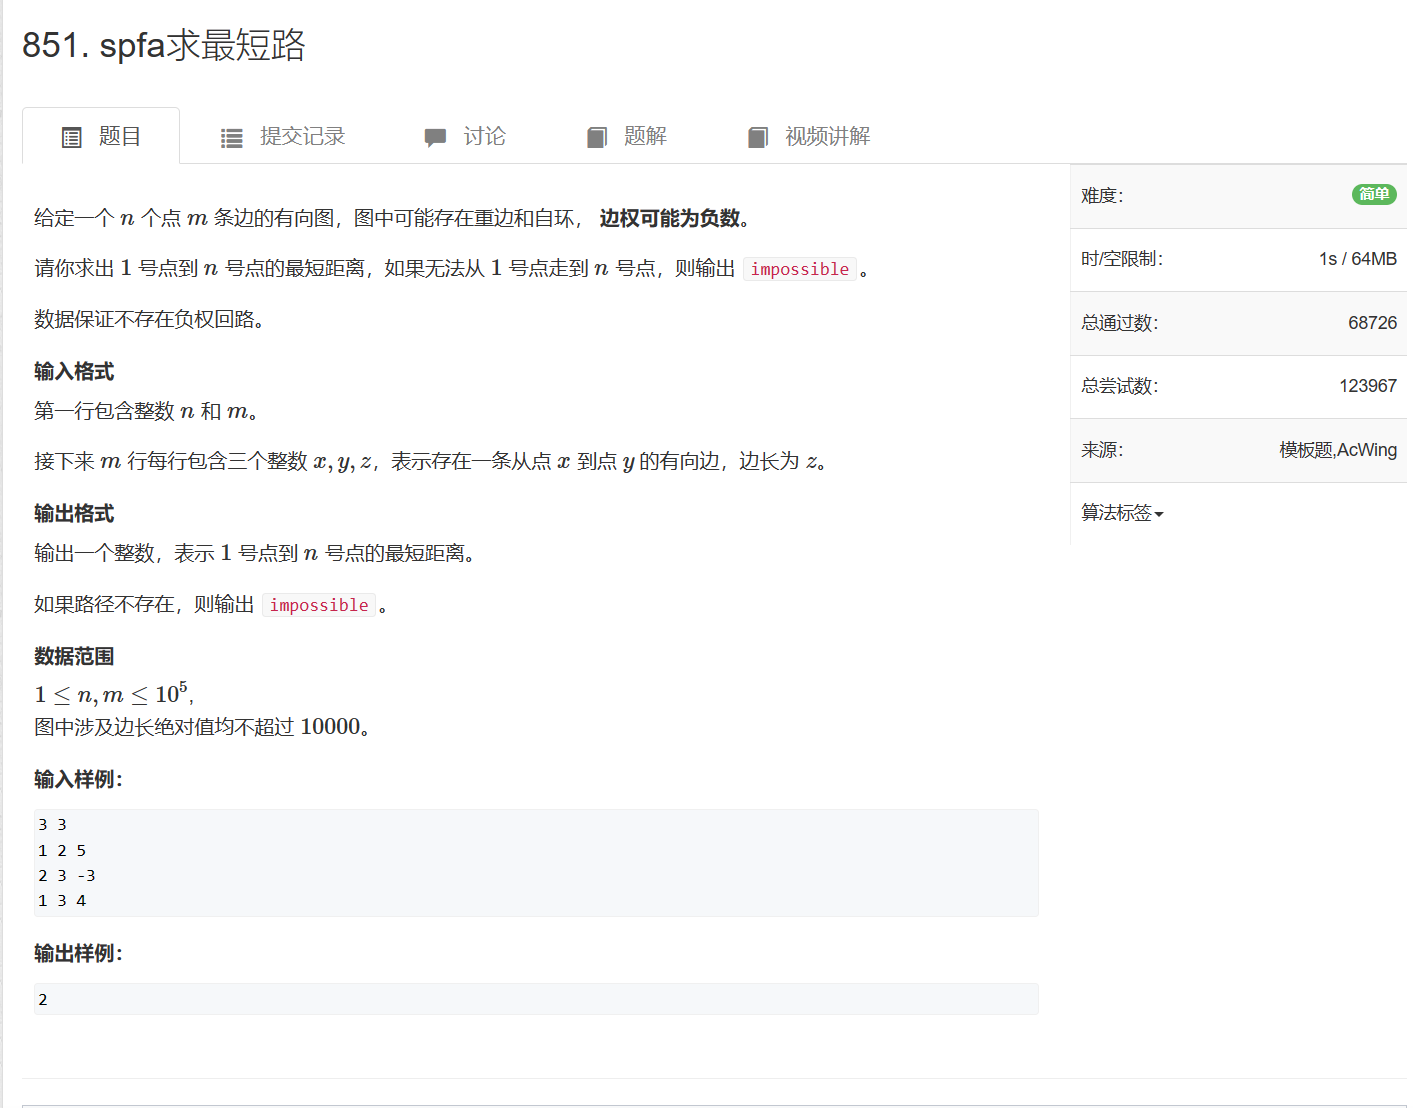 851. spfa求最短路
题目 提交记录 讨论 题解 视频讲解
给定一个 n 个点 m 条边的有向图，图中可能存在重边和自环， 边权可能为负数。
请你求出 1 号点到 n 号点的最短距离，如果无法从 1 号点走到 n 号点，则输出 impossible。
数据保证不存在负权回路。
输入格式
第一行包含整数 n 和 m。
接下来 m 行每行包含三个整数 x, y, z，表示存在一条从点 x 到点 y 的有向边，边长为 z。
输出格式
输出一个整数，表示 1 号点到 n 号点的最短距离。
如果路径不存在，则输出 impossible。
数据范围
1 ≤ n, m ≤ 10⁵,
图中涉及边长绝对值均不超过 10000。
输入样例：
3 3
1 2 5
2 3 -3
1 3 4
输出样例：
2
难度： 简单
时/空限制： 1s / 64MB
总通过数： 68726
总尝试数： 123967
来源： 模板题,AcWing
算法标签